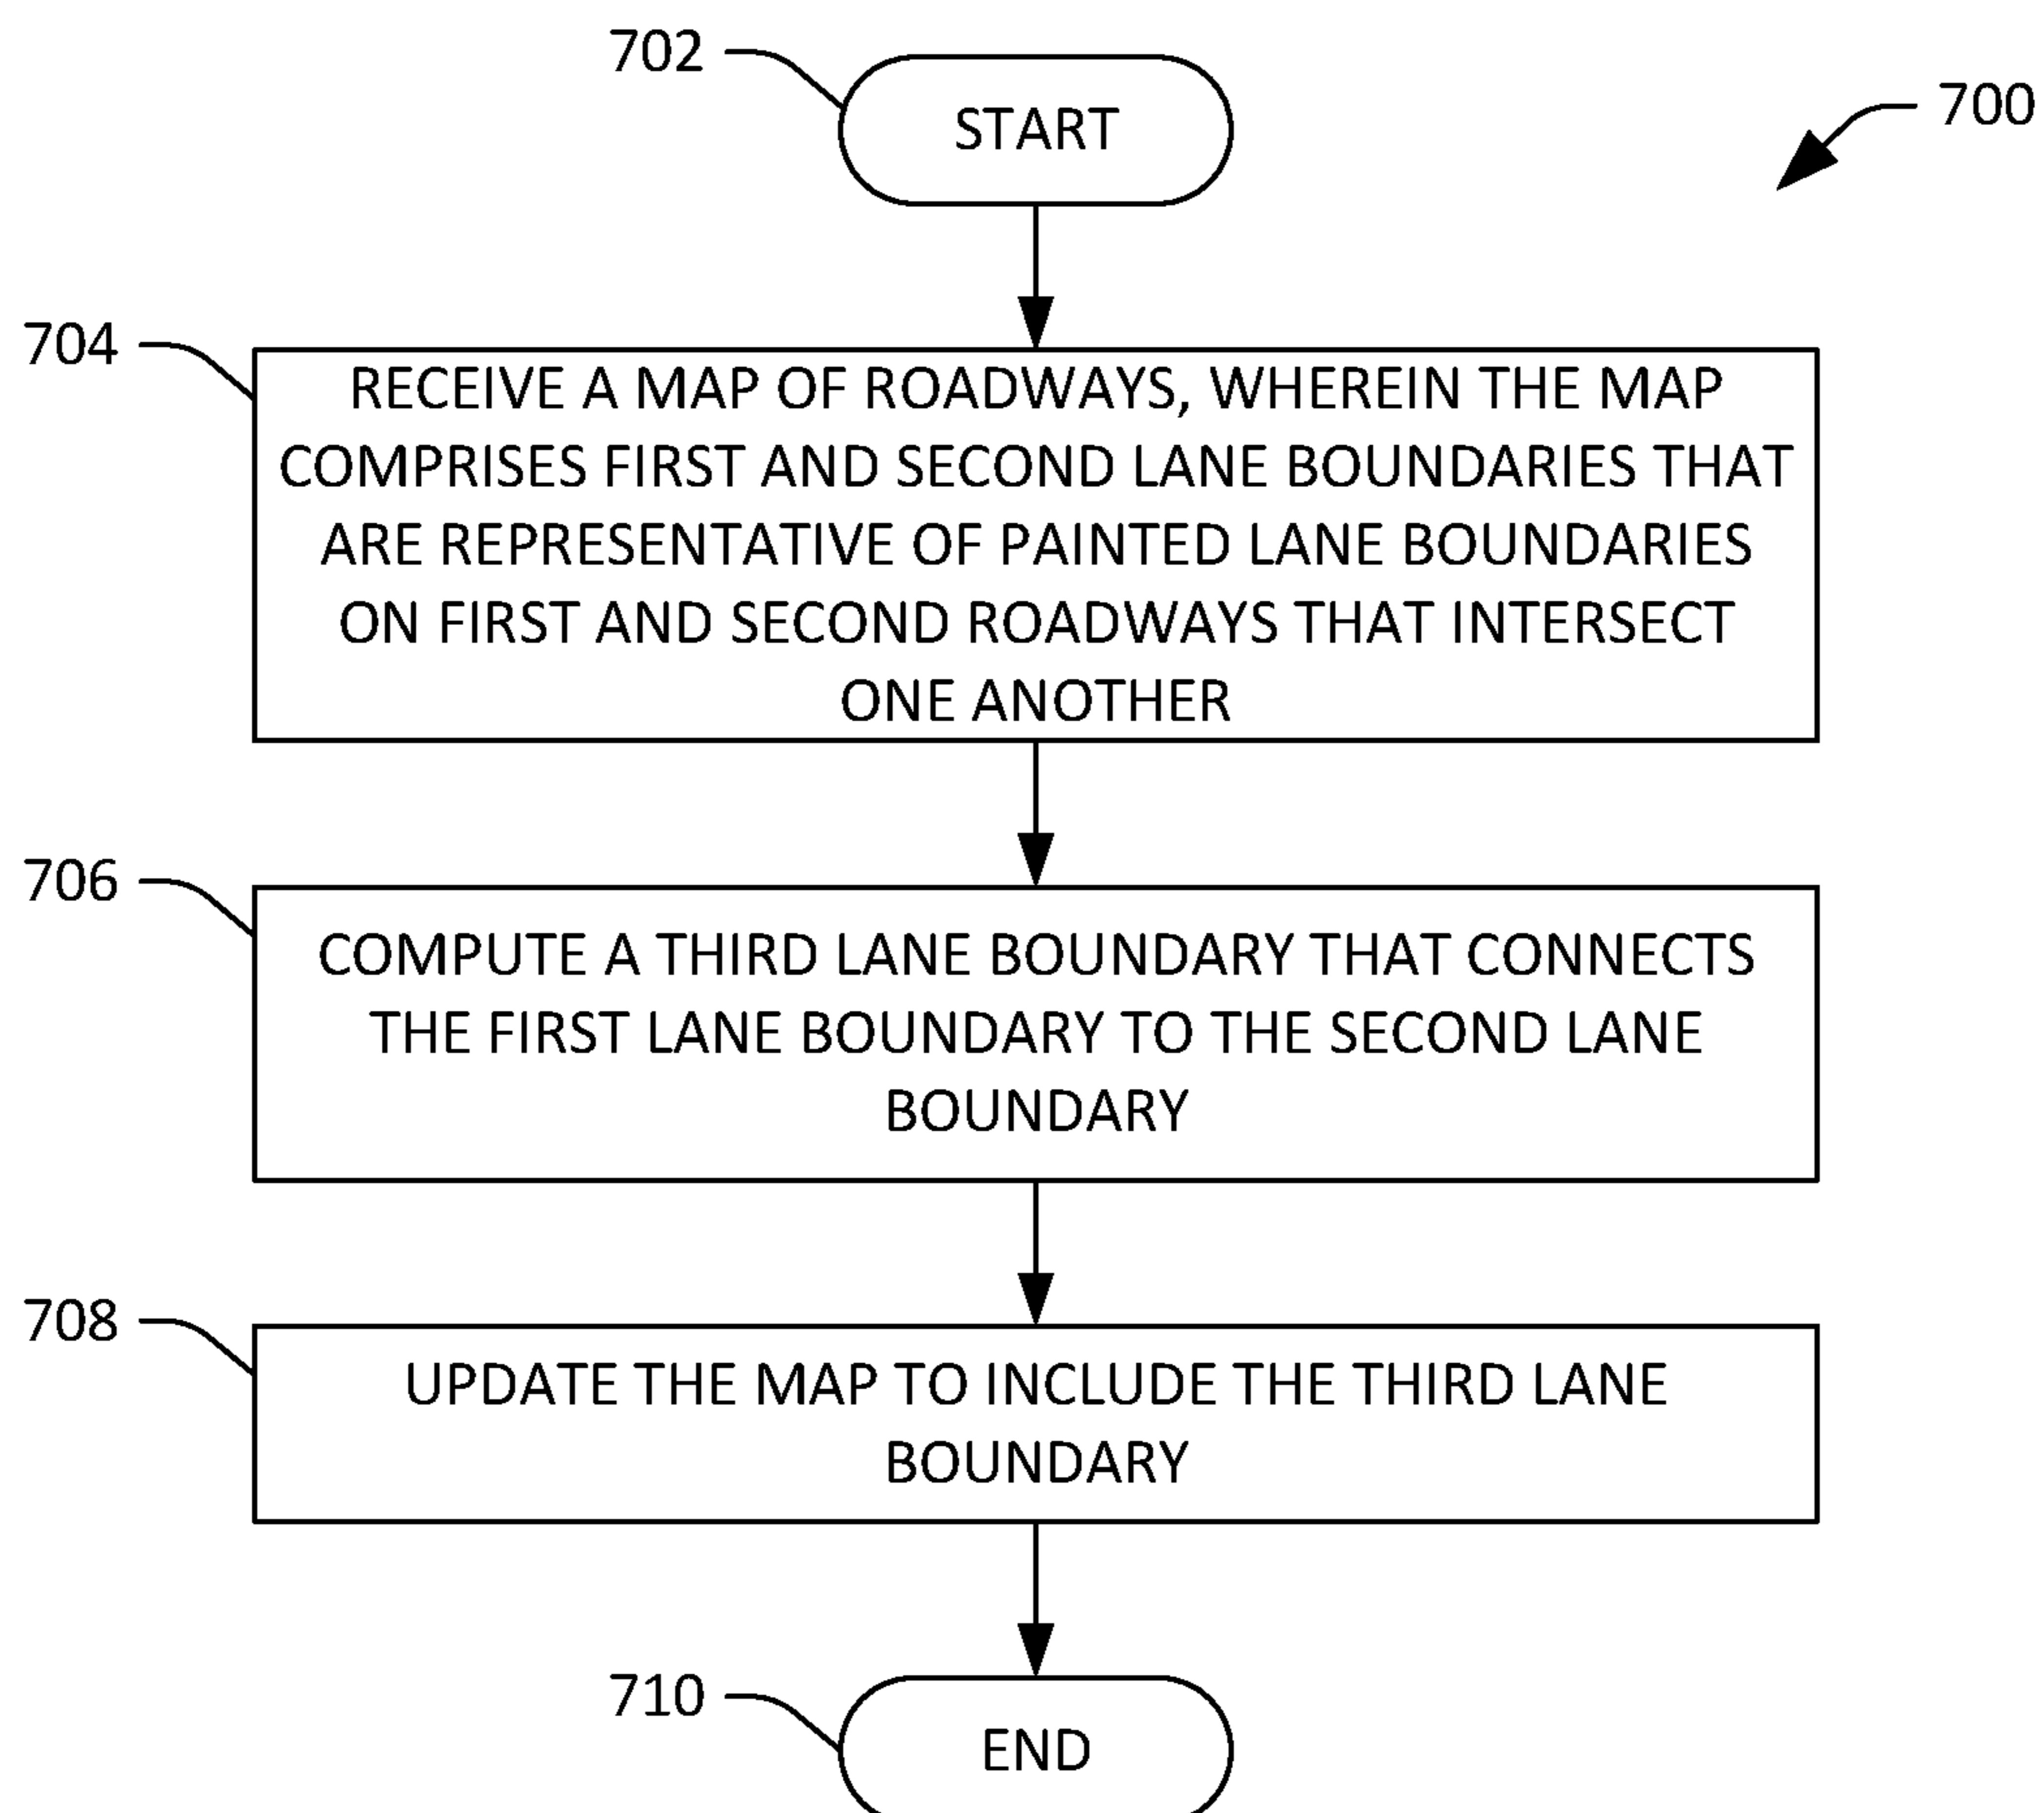 702
START
700
704
RECEIVE A MAP OF ROADWAYS, WHEREIN THE MAP
COMPRISES FIRST AND SECOND LANE BOUNDARIES THAT
ARE REPRESENTATIVE OF PAINTED LANE BOUNDARIES
ON FIRST AND SECOND ROADWAYS THAT INTERSECT
ONE ANOTHER
706
COMPUTE A THIRD LANE BOUNDARY THAT CONNECTS
THE FIRST LANE BOUNDARY TO THE SECOND LANE
BOUNDARY
708
UPDATE THE MAP TO INCLUDE THE THIRD LANE
BOUNDARY
710
END